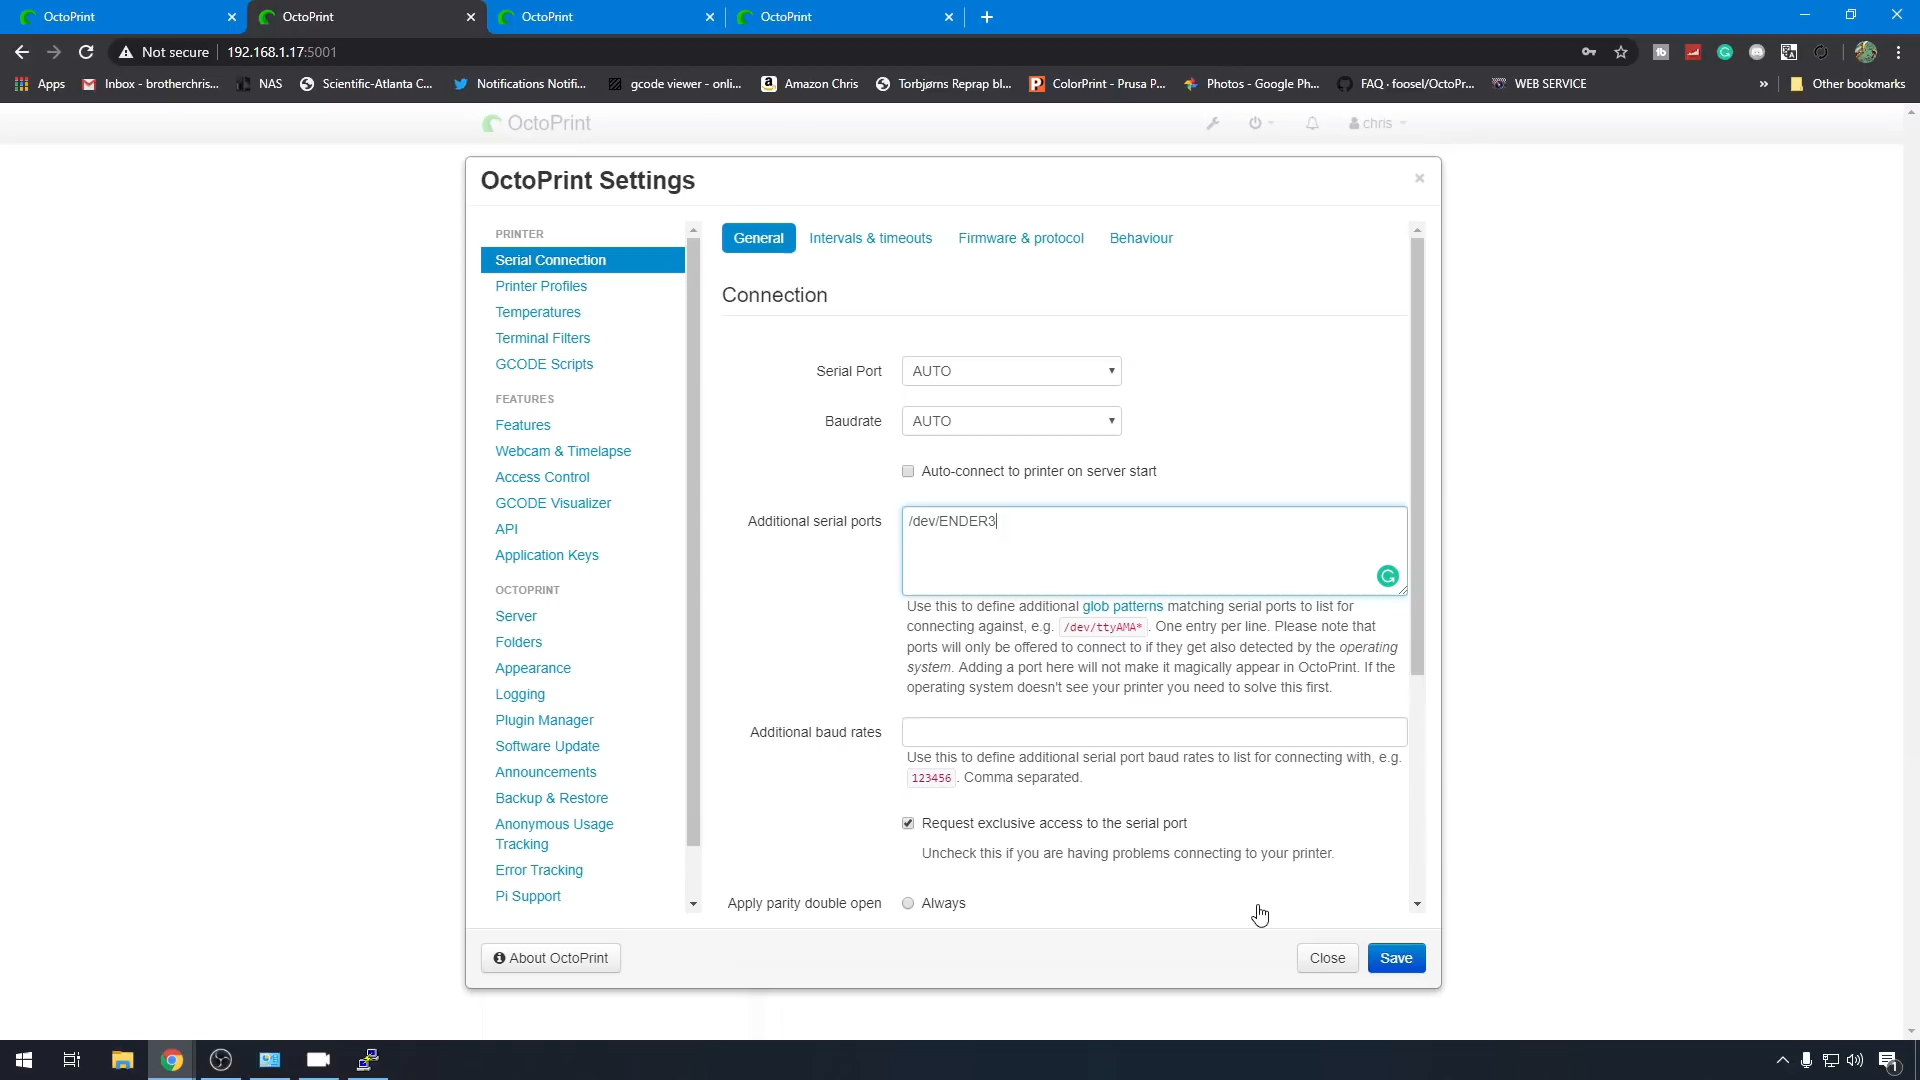 OctoPrint
OctoPrint
OctoPrint
OctoPrint
Not secure 192.168.1.17:5001
Apps
Inbox - brotherchris...
NAS
Scientific-Atlanta C...
Notifications Notifi...
gcode viewer - onli...
Amazon Chris
Torbjørns Reprap bl...
ColorPrint - Prusa P...
Photos - Google Ph...
FAQ · foosel/OctoPr...
WEB SERVICE
»
Other bookmarks
OctoPrint
chris
OctoPrint Settings
×
PRINTER
Serial Connection
Printer Profiles
Temperatures
Terminal Filters
GCODE Scripts
FEATURES
Features
Webcam & Timelapse
Access Control
GCODE Visualizer
API
Application Keys
OCTOPRINT
Server
Folders
Appearance
Logging
Plugin Manager
Software Update
Announcements
Backup & Restore
Anonymous Usage
Tracking
Error Tracking
Pi Support
General
Intervals & timeouts
Firmware & protocol
Behaviour
Connection
Serial Port AUTO
Baudrate AUTO
Auto-connect to printer on server start
Additional serial ports /dev/ENDER3
Use this to define additional glob patterns matching serial ports to list for
connecting against, e.g. /dev/ttyAMA* . One entry per line. Please note that
ports will only be offered to connect to if they get also detected by the operating
system. Adding a port here will not make it magically appear in OctoPrint. If the
operating system doesn't see your printer you need to solve this first.
Additional baud rates
Use this to define additional serial port baud rates to list for connecting with, e.g.
123456 . Comma separated.
Request exclusive access to the serial port
Uncheck this if you are having problems connecting to your printer.
Apply parity double open Always
About OctoPrint
Close
Save
1